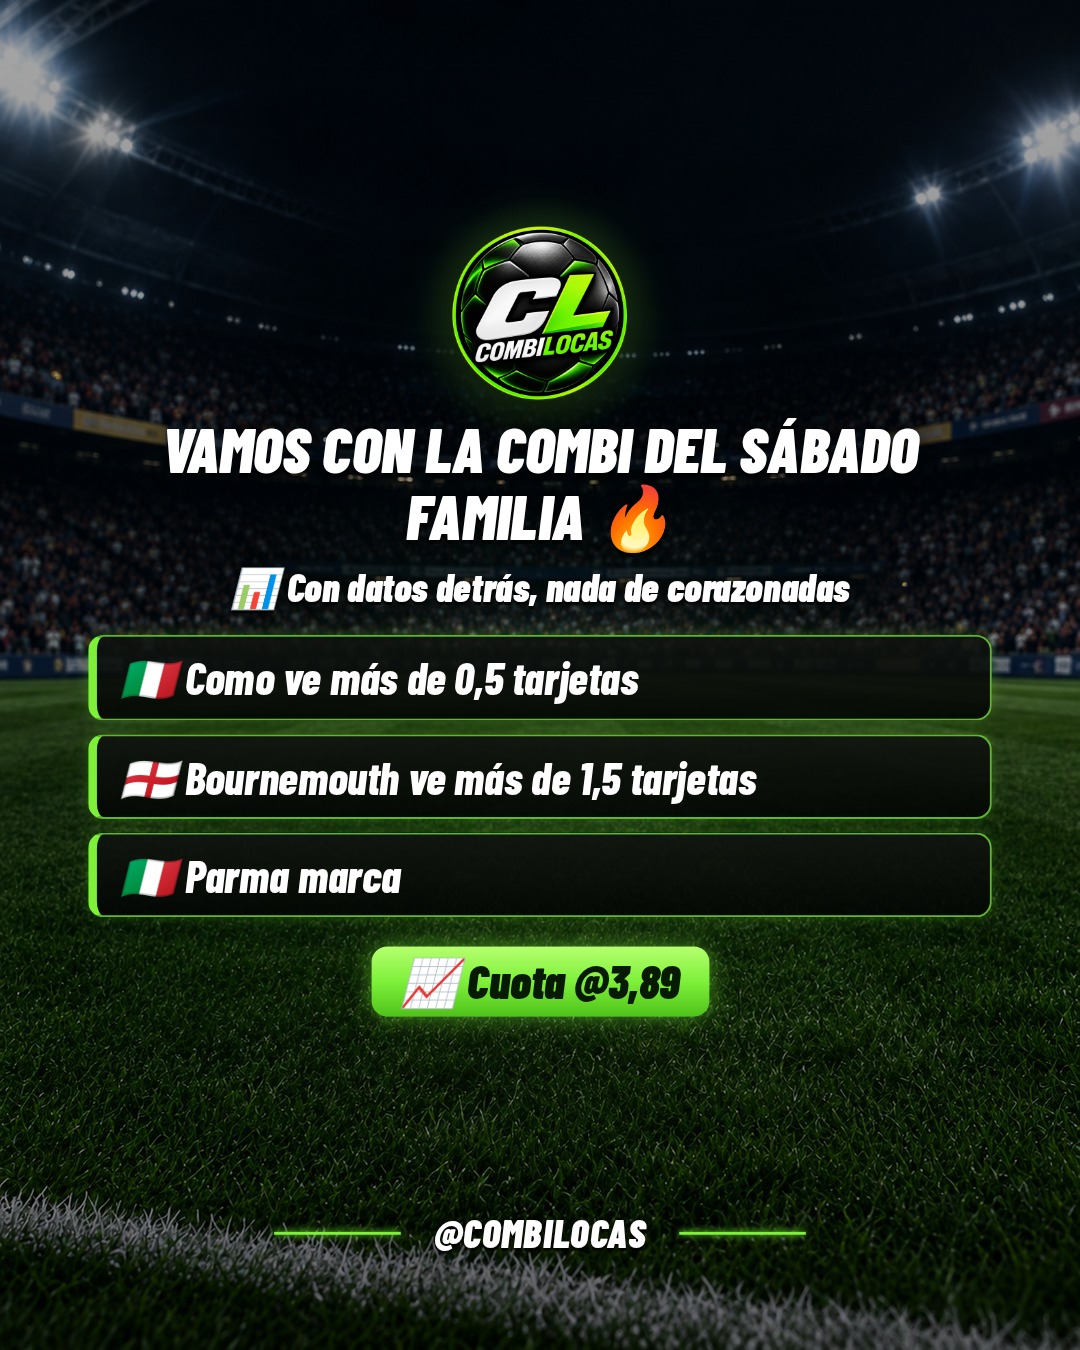 CL
COMBILOCAS
VAMOS CON LA COMBI DEL SÁBADO
FAMILIA 🔥
📊 Con datos detrás, nada de corazonadas
🇮🇹 Como ve más de 0,5 tarjetas
🏴󠁧󠁢󠁥󠁮󠁧󠁿 Bournemouth ve más de 1,5 tarjetas
🇮🇹 Parma marca
📈 Cuota @3,89
@COMBILOCAS